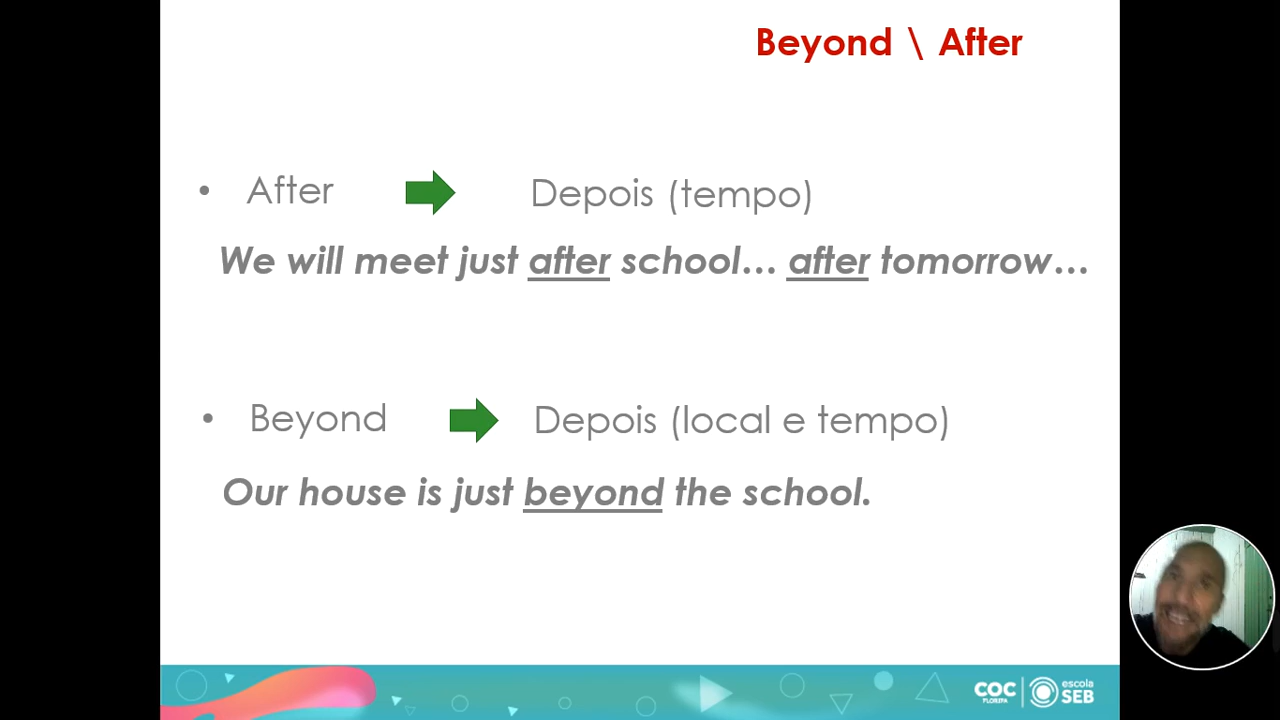 Beyond \ After
• After Depois (tempo)
We will meet just after school... after tomorrow...
• Beyond Depois (local e tempo)
Our house is just beyond the school.
COC FLORIPA escola SEB